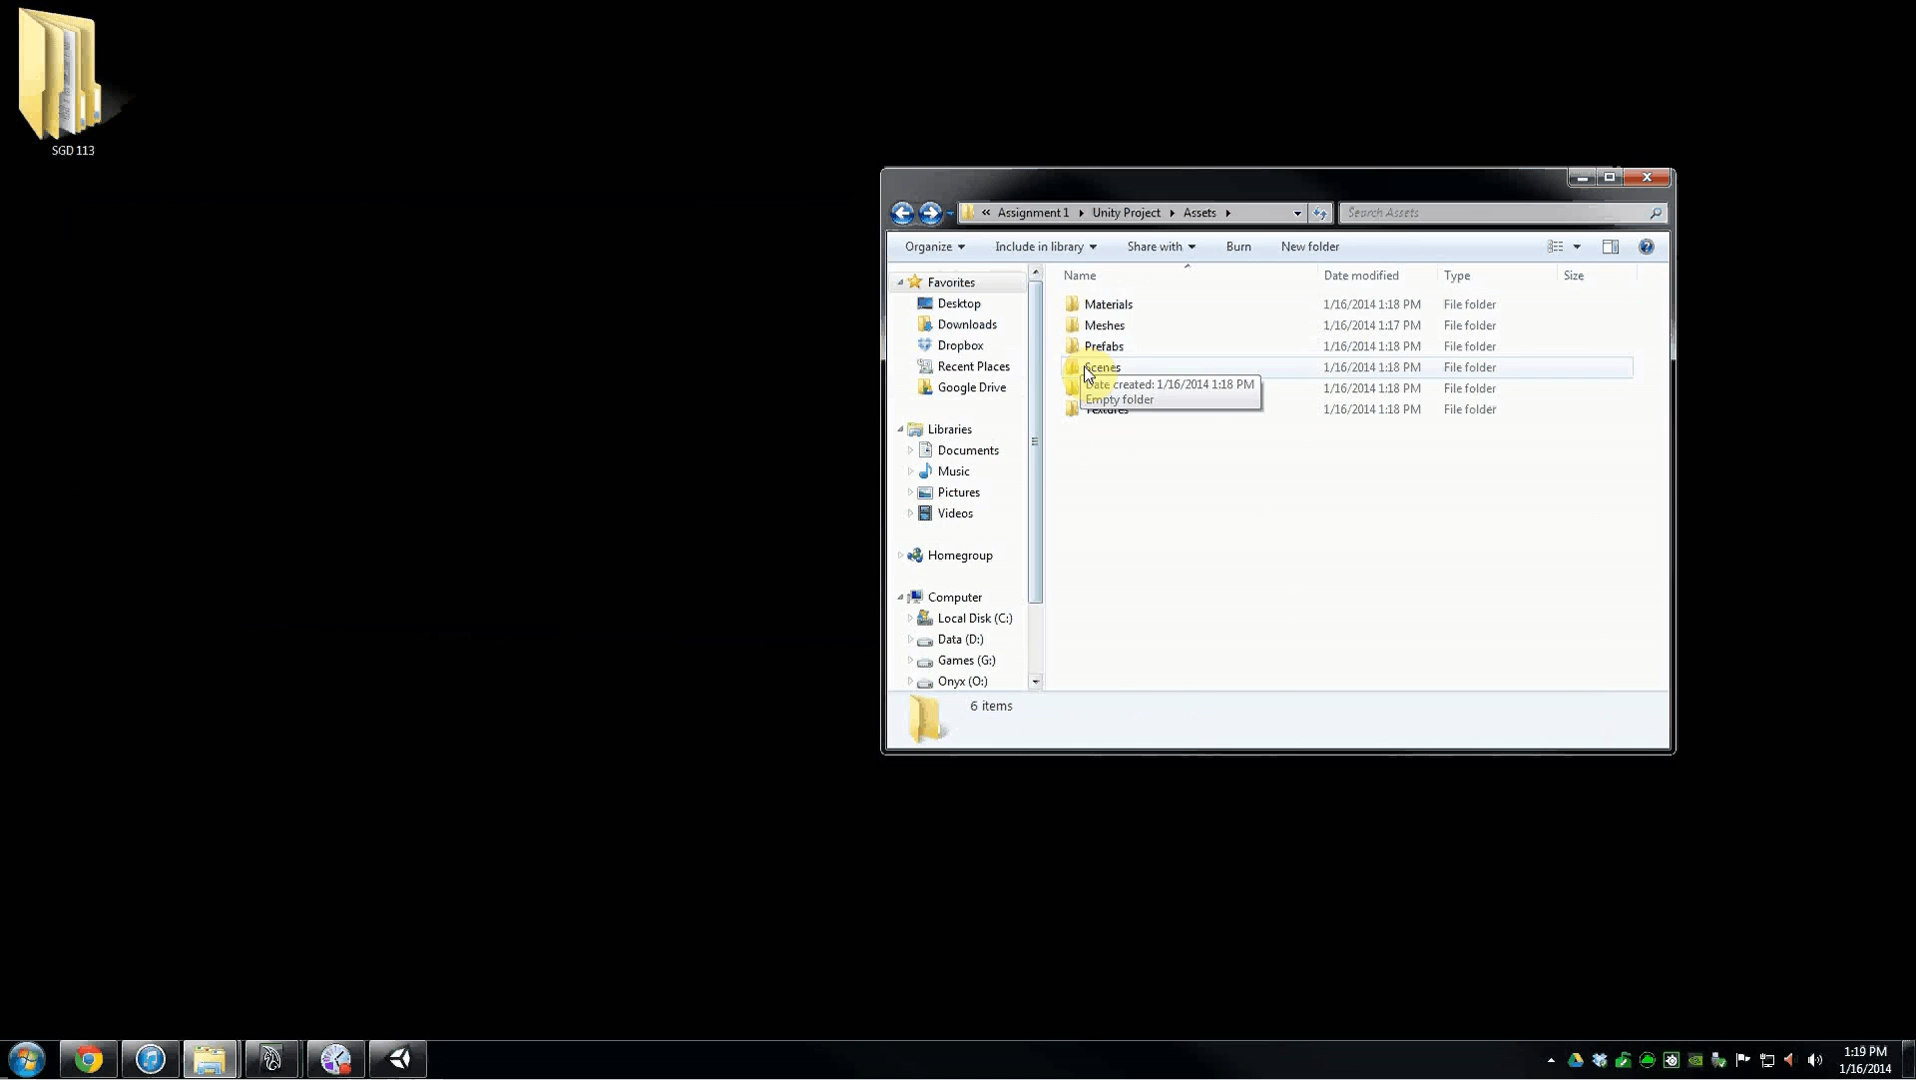 SGD 113
« Assignment 1 ▸ Unity Project ▸ Assets ▸
Search Assets
Organize
Include in library
Share with
Burn
New folder
Name
Date modified
Type
Size
Favorites
Desktop
Downloads
Dropbox
Recent Places
Google Drive
Libraries
Documents
Music
Pictures
Videos
Homegroup
Computer
Local Disk (C:)
Data (D:)
Games (G:)
Onyx (O:)
Materials 1/16/2014 1:18 PM File folder
Meshes 1/16/2014 1:17 PM File folder
Prefabs 1/16/2014 1:18 PM File folder
Scenes 1/16/2014 1:18 PM File folder
1/16/2014 1:18 PM File folder
Textures 1/16/2014 1:18 PM File folder
Date created: 1/16/2014 1:18 PM
Empty folder
6 items
1:19 PM
1/16/2014